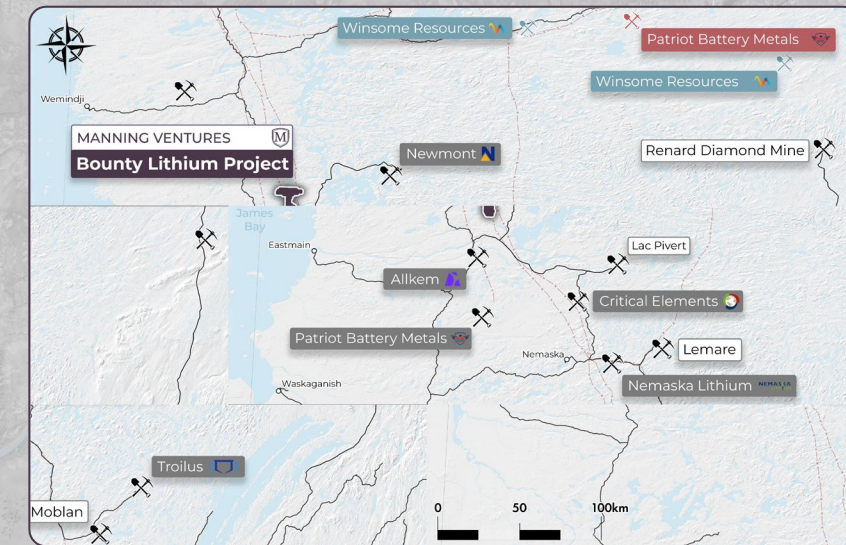 Winsome Resources
Patriot Battery Metals
Winsome Resources
Wemindji
MANNING VENTURES M
Bounty Lithium Project
Newmont N
Renard Diamond Mine
James
Bay
Eastmain
Lac Pivert
Allkem
Critical Elements
Patriot Battery Metals
Nemaska
Lemare
Waskaganish
Nemaska Lithium NEMASKA
Troilus
Moblan
0 50 100km